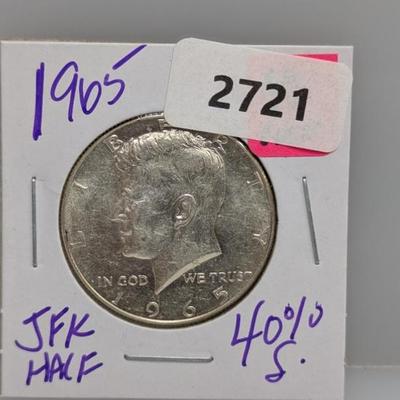 1965
2721
LIBERTY
IN GOD WE TRUST
1965
JFK
HALF
40%
S.